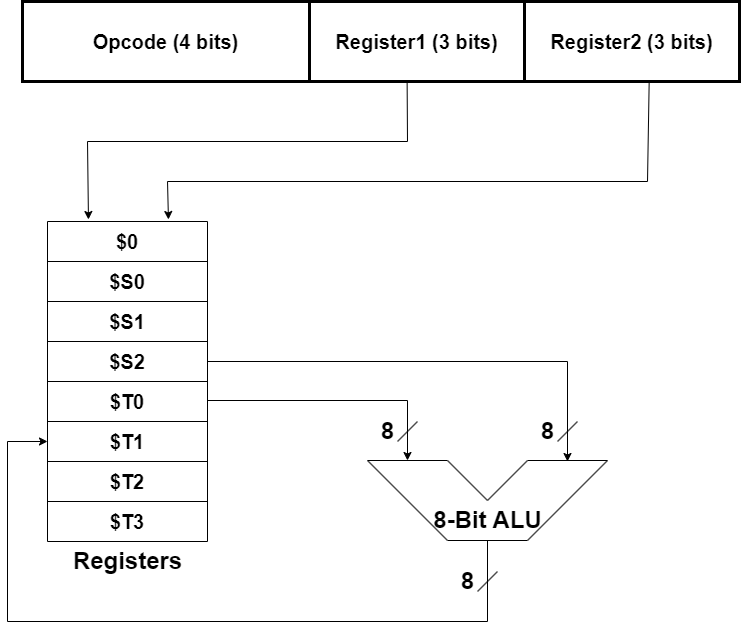 Opcode (4 bits)
Register1 (3 bits)
Register2 (3 bits)
$0
$S0
$S1
$S2
$T0
$T1
$T2
$T3
Registers
8
8
8-Bit ALU
8